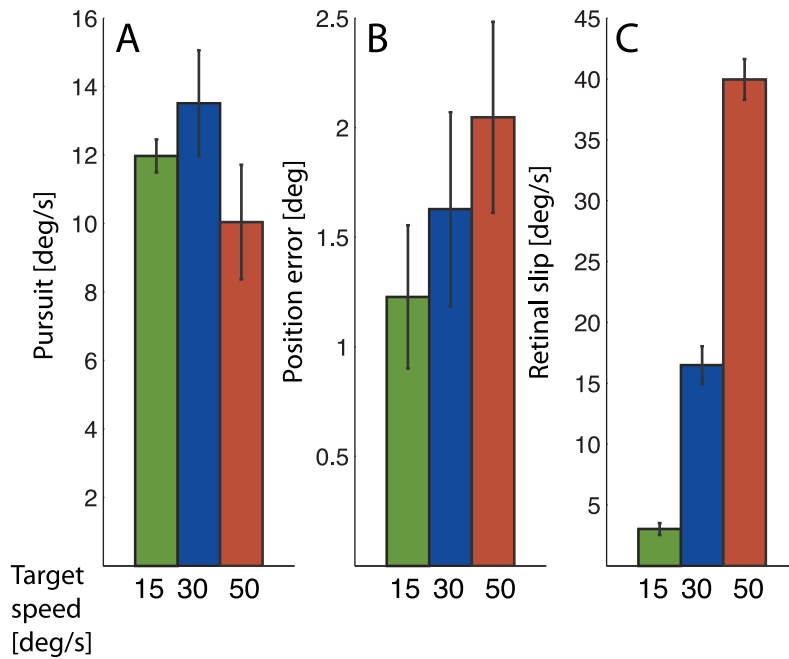 A
B
C
Pursuit [deg/s]
16
14
12
10
8
6
4
2
Position error [deg]
2.5
2
1.5
1
0.5
Retinal slip [deg/s]
45
40
35
30
25
20
15
10
5
15 30 50
15 30 50
15 30 50
Target
speed
[deg/s]